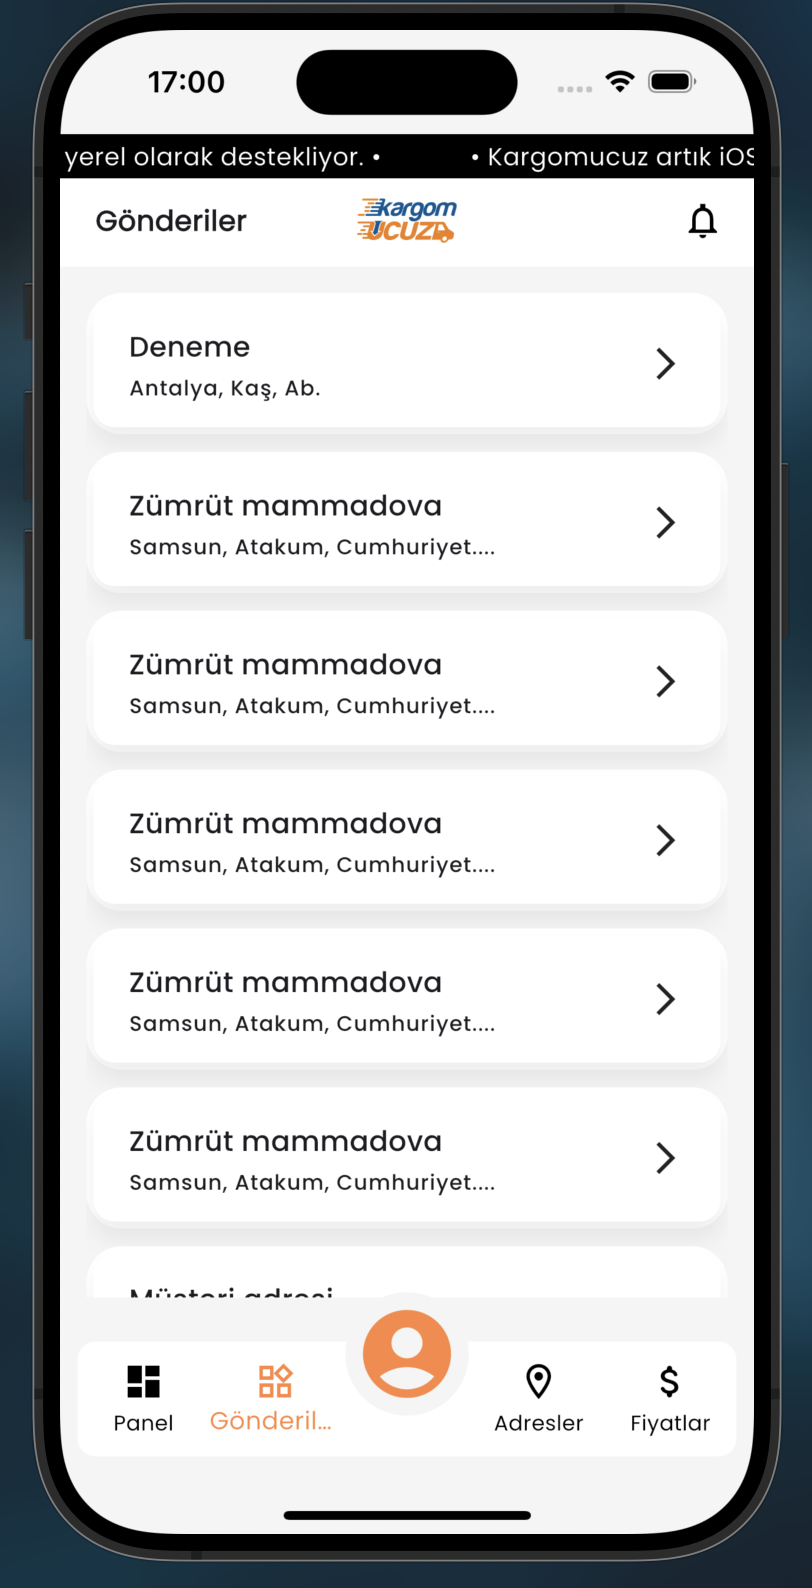 17:00
yerel olarak destekliyor. •
• Kargomucuz artık iOS
Gönderiler
kargom
UCUZ
Deneme
Antalya, Kaş, Ab.
Zümrüt mammadova
Samsun, Atakum, Cumhuriyet....
Zümrüt mammadova
Samsun, Atakum, Cumhuriyet....
Zümrüt mammadova
Samsun, Atakum, Cumhuriyet....
Zümrüt mammadova
Samsun, Atakum, Cumhuriyet....
Zümrüt mammadova
Samsun, Atakum, Cumhuriyet....
Müşteri adresi
Panel
Gönderil...
Adresler
Fiyatlar